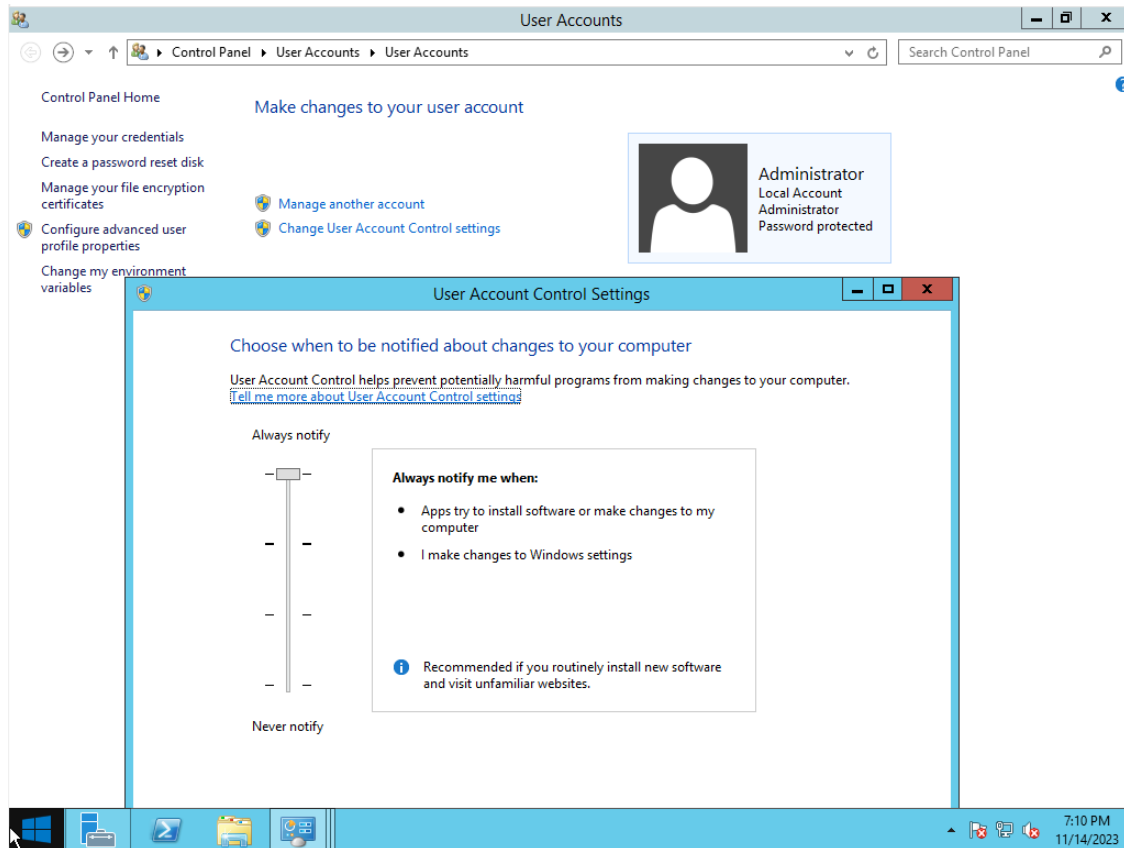 User Accounts
Control Panel User Accounts User Accounts
Search Control Panel
Control Panel Home
Manage your credentials
Create a password reset disk
Manage your file encryption
certificates
Configure advanced user
profile properties
Change my environment
variables
Make changes to your user account
Manage another account
Change User Account Control settings
Administrator
Local Account
Administrator
Password protected
User Account Control Settings
Choose when to be notified about changes to your computer
User Account Control helps prevent potentially harmful programs from making changes to your computer.
Tell me more about User Account Control settings
Always notify
Always notify me when:
• Apps try to install software or make changes to my
computer
• I make changes to Windows settings
Recommended if you routinely install new software
and visit unfamiliar websites.
Never notify
7:10 PM
11/14/2023